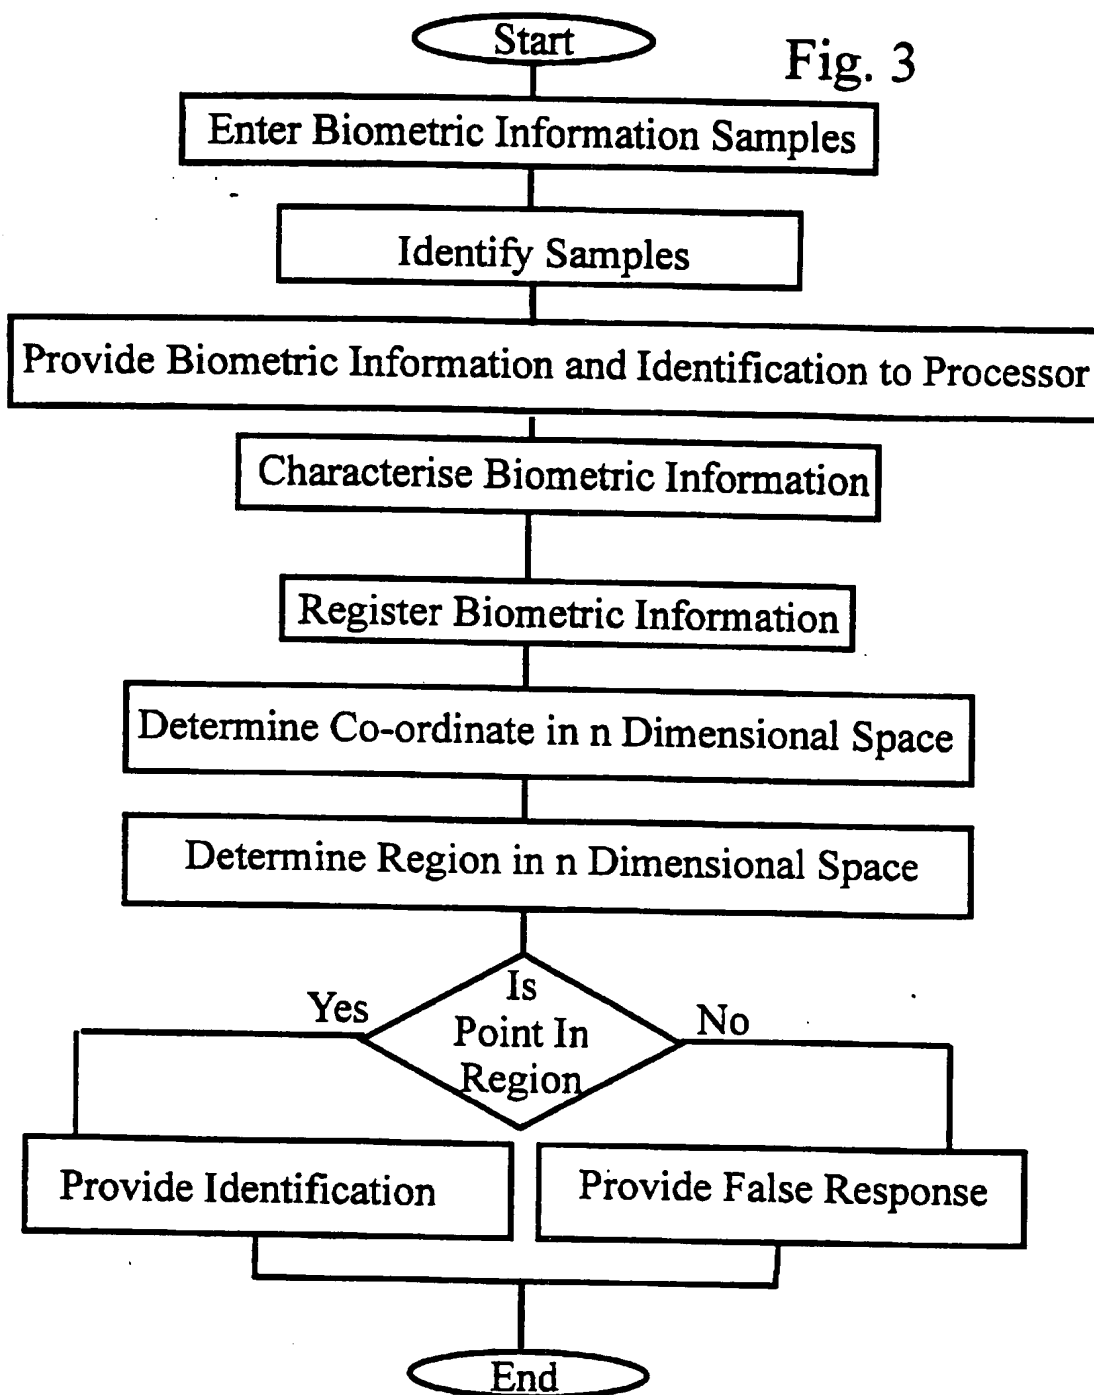 Start
Fig. 3
Enter Biometric Information Samples
Identify Samples
Provide Biometric Information and Identification to Processor
Characterise Biometric Information
Register Biometric Information
Determine Co-ordinate in n Dimensional Space
Determine Region in n Dimensional Space
Is
Point In
Region
Yes
No
Provide Identification
Provide False Response
End